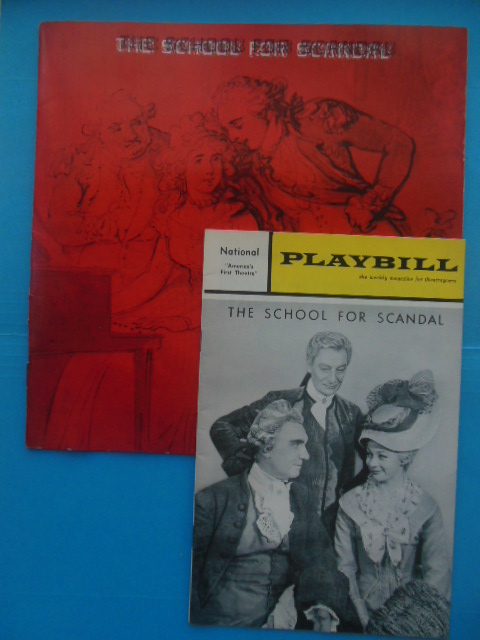 THE SCHOOL FOR SCANDAL
National
"America's
First Theatre"
PLAYBILL
the weekly magazine for theatregoers
THE SCHOOL FOR SCANDAL